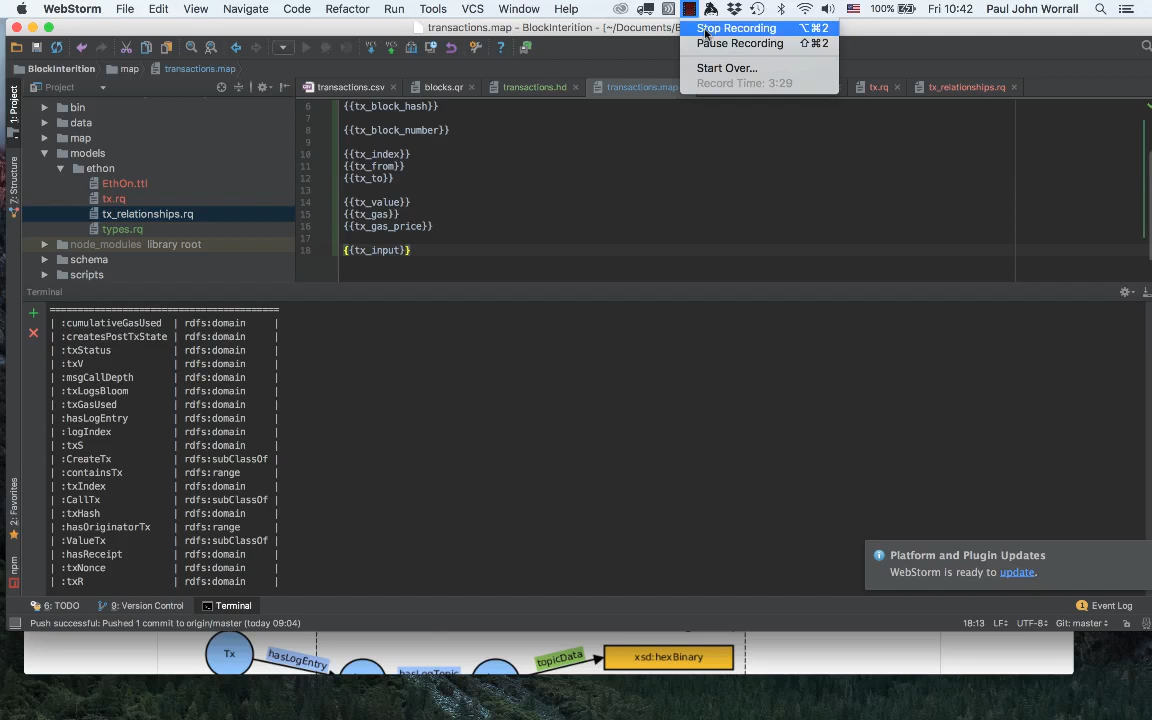 WebStorm File Edit View Navigate Code Refactor Run Tools VCS Window Help 100% Fri 10:42 Paul John Worrall
transactions.map - BlockInterition - [~/Documents/B
Stop Recording ⌥⌘2
Pause Recording ⇧⌘2
Start Over...
Record Time: 3:29
BlockInterition map transactions.map
Project
transactions.csv blocks.qr transactions.hd transactions.map tx.rq tx_relationships.rq
1: Project
7: Structure
2: Favorites
npm
bin
data
map
models
ethon
EthOn.ttl
tx.rq
tx_relationships.rq
types.rq
node_modules library root
schema
scripts
6 {{tx_block_hash}}
7
8 {{tx_block_number}}
9
10 {{tx_index}}
11 {{tx_from}}
12 {{tx_to}}
13
14 {{tx_value}}
15 {{tx_gas}}
16 {{tx_gas_price}}
17
18 {{tx_input}}
Terminal
====================================
| :cumulativeGasUsed | rdfs:domain |
| :createsPostTxState | rdfs:domain |
| :txStatus | rdfs:domain |
| :txV | rdfs:domain |
| :msgCallDepth | rdfs:domain |
| :txLogsBloom | rdfs:domain |
| :txGasUsed | rdfs:domain |
| :hasLogEntry | rdfs:domain |
| :logIndex | rdfs:domain |
| :txS | rdfs:domain |
| :CreateTx | rdfs:subClassOf |
| :containsTx | rdfs:range |
| :txIndex | rdfs:domain |
| :CallTx | rdfs:subClassOf |
| :txHash | rdfs:domain |
| :hasOriginatorTx | rdfs:range |
| :ValueTx | rdfs:subClassOf |
| :hasReceipt | rdfs:domain |
| :txNonce | rdfs:domain |
| :txR | rdfs:domain |
Platform and Plugin Updates
WebStorm is ready to update.
6: TODO 9: Version Control Terminal 1 Event Log
Push successful: Pushed 1 commit to origin/master (today 09:04) 18:13 LF UTF-8 Git: master
Tx hasLogEntry hasLogTopic topicData xsd:hexBinary